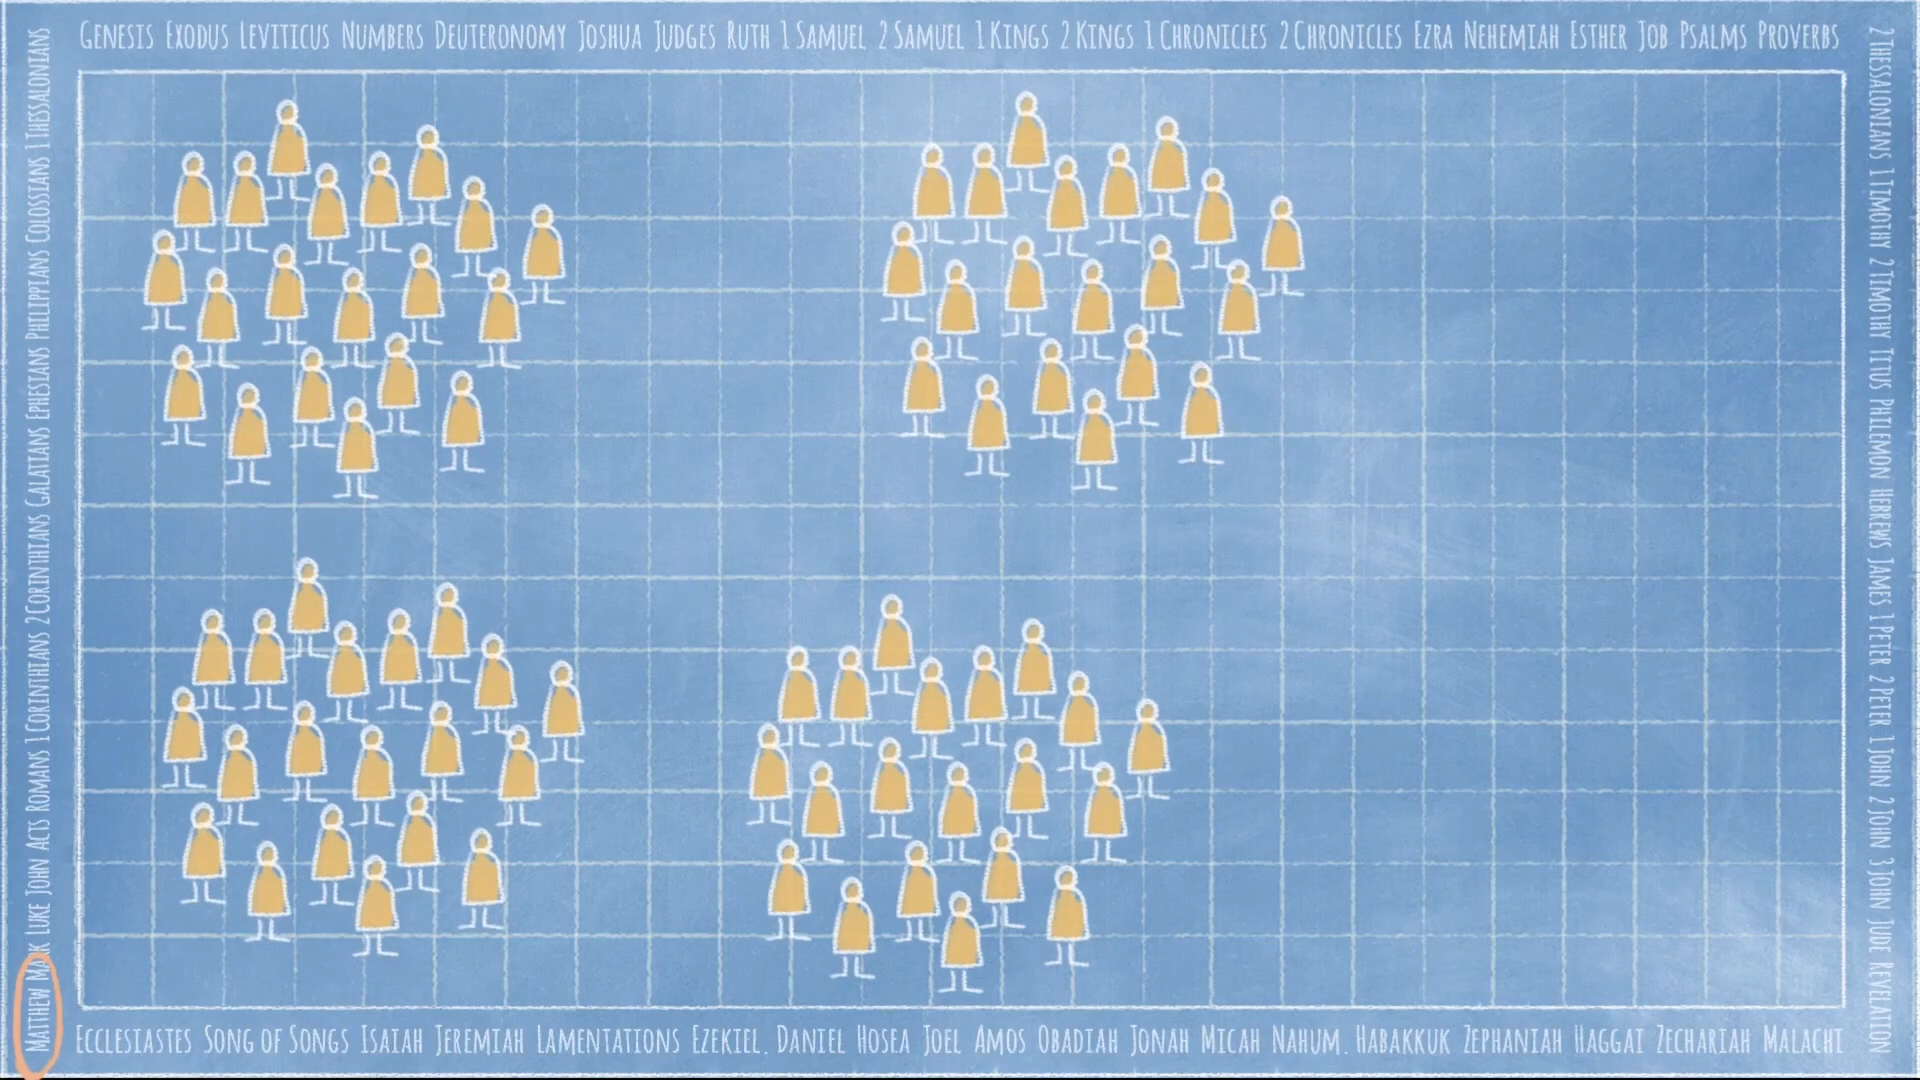 Genesis Exodus Leviticus Numbers Deuteronomy Joshua Judges Ruth 1 Samuel 2 Samuel 1 Kings 2 Kings 1 Chronicles 2 Chronicles Ezra Nehemiah Esther Job Psalms Proverbs
Ecclesiastes Song of Songs Isaiah Jeremiah Lamentations Ezekiel. Daniel Hosea Joel Amos Obadiah Jonah Micah Nahum. Habakkuk Zephaniah Haggai Zechariah Malachi
Matthew Mark Luke John Acts Romans 1 Corinthians 2 Corinthians Galatians Ephesians Philippians Colossians 1 Thessalonians
2 Thessalonians 1 Timothy 2 Timothy Titus Philemon Hebrews James 1 Peter 2 Peter 1 John 2 John 3 John Jude Revelation